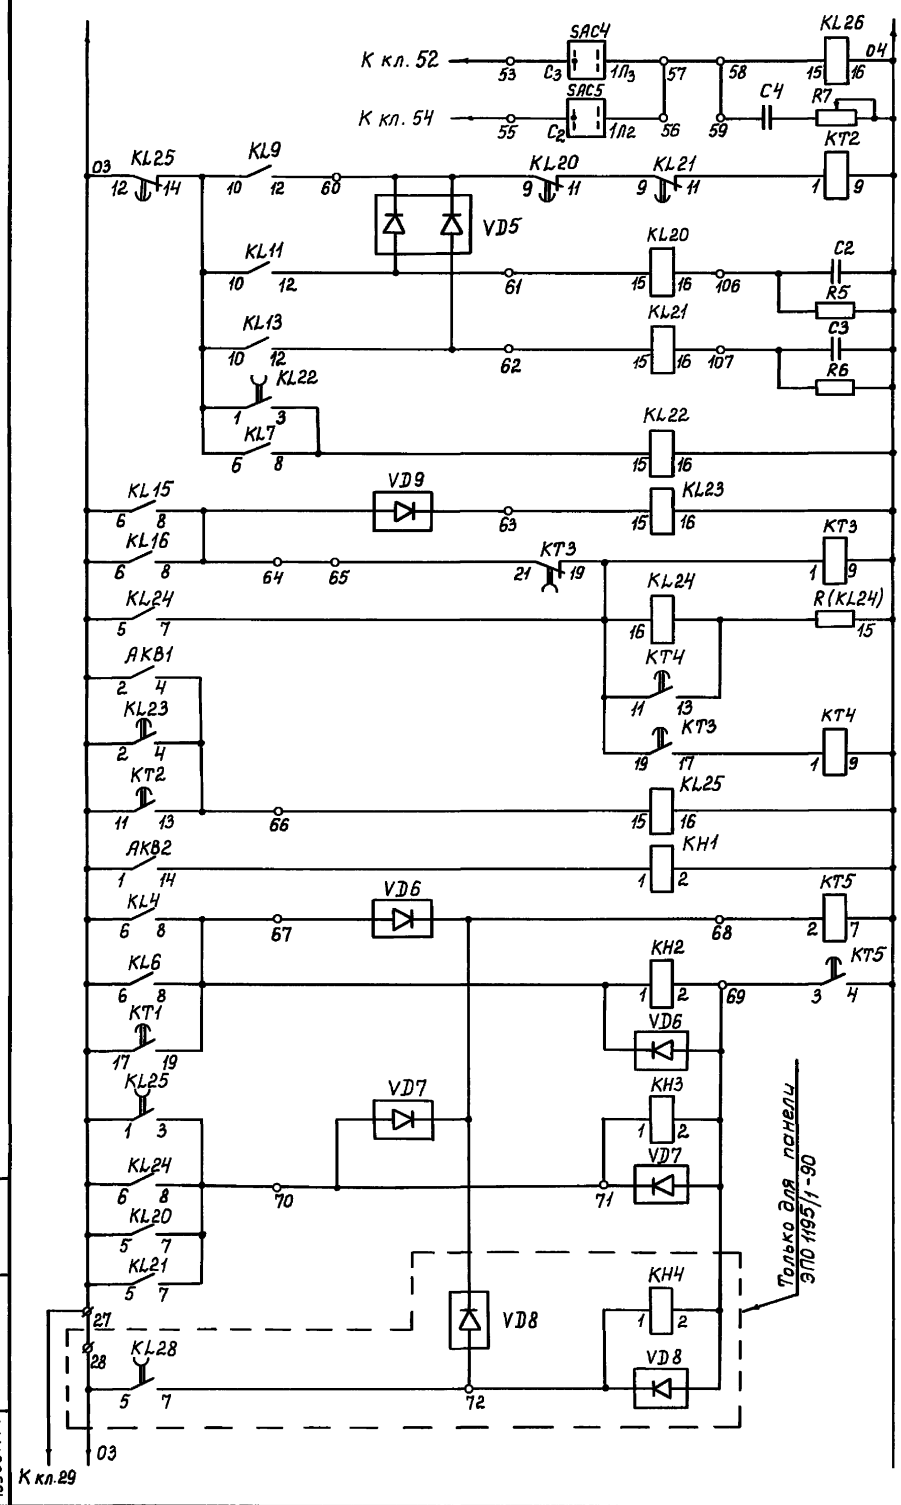 SAC4 KL26
К кл. 52 53 С3 1Л3 57 58 15 16 04
SAC5 C4 R7
К кл. 54 55 С2 1Л2 56 59
03 KL25 KL9 KL20 KL21 KT2
12 14 10 12 60 9 11 9 11 1 9
VD5
KL11 KL20 C2
10 12 61 15 16 106
R5
KL13 KL21 C3
10 12 62 15 16 107
R6
KL22
1 3
KL7 KL22
6 8 15 16
KL15 VD9 KL23
6 8 63 15 16
KL16 KT3 KT3
6 8 64 65 21 19 1 9
KL24 KL24 R(KL24)
5 7 16 15
АКВ1 KT4
2 4 11 13
KL23 KT3 KT4
2 4 19 17 1 9
KT2 KL25
11 13 66 15 16
АКВ2 KH1
1 14 1 2
KL4 VD6 KT5
6 8 67 68 2 7
KL6 KH2 KT5
6 8 1 2 69 3 4
KT1 VD6
17 19
KL25 VD7 KH3
1 3 1 2
KL24 VD7
6 8 70 71
KL20
5 7
KL21
5 7
Только для панели
ЭПО 1195/1-90
27 VD8 KH4
1 2
28 KL28 VD8
5 7 72
03
К кл.29